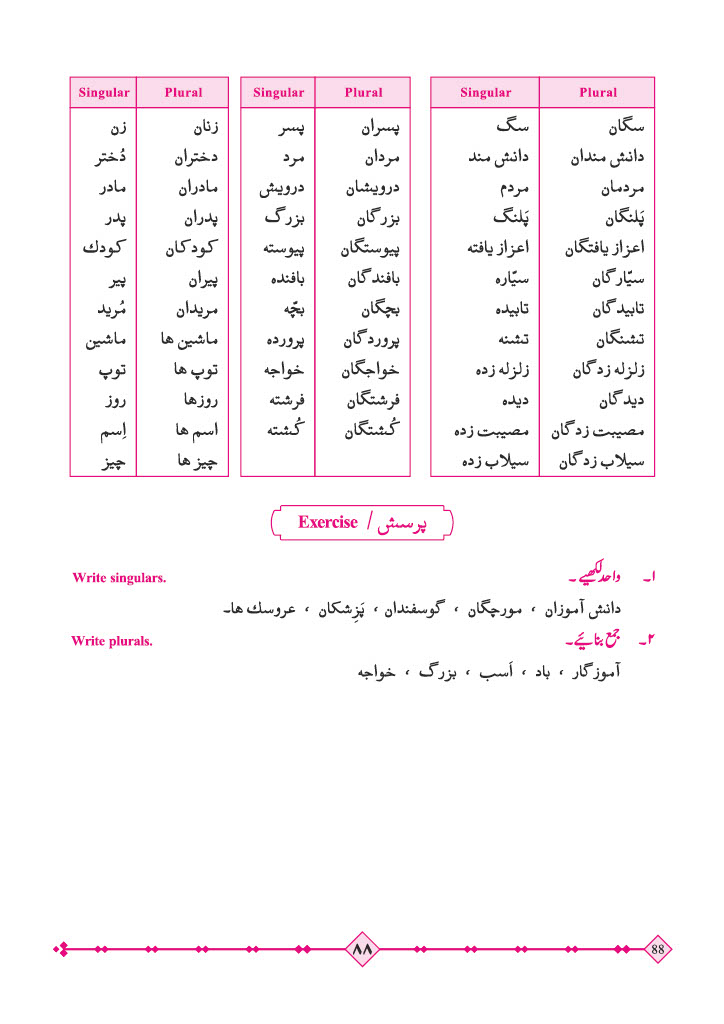 Singular Plural
زن زنان
دُختر دختران
مادر مادران
پدر پدران
کودك کودکان
پیر پیران
مُرید مریدان
ماشین ماشین ها
توپ توپ ها
روز روزها
اِسم اسم ها
چیز چیز ها
Singular Plural
پسر پسران
مرد مردان
درویش درویشان
بزرگ بزرگان
پیوسته پیوستگان
بافنده بافندگان
بچّه بچگان
پرورده پروردگان
خواجه خواجگان
فرشته فرشتگان
کُشته کُشتگان
Singular Plural
سگ سگان
دانش مند دانش مندان
مردم مردمان
پَلنگ پَلنگان
اعزاز یافته اعزاز یافتگان
سیّاره سیّارگان
تابیده تابیدگان
تشنه تشنگان
زلزله زده زلزله زدگان
دیده دیدگان
مصیبت زده مصیبت زدگان
سیلاب زده سیلاب زدگان
Exercise / پرسش
Write singulars. ۱۔ واحد لکھیے۔
دانش آموزان ، مورچگان ، گوسفندان ، پَزِشکان ، عروسك ها۔
Write plurals. ۲۔ جمع بنائیے۔
آموزگار ، باد ، اَسب ، بزرگ ، خواجه
۸۸ 88